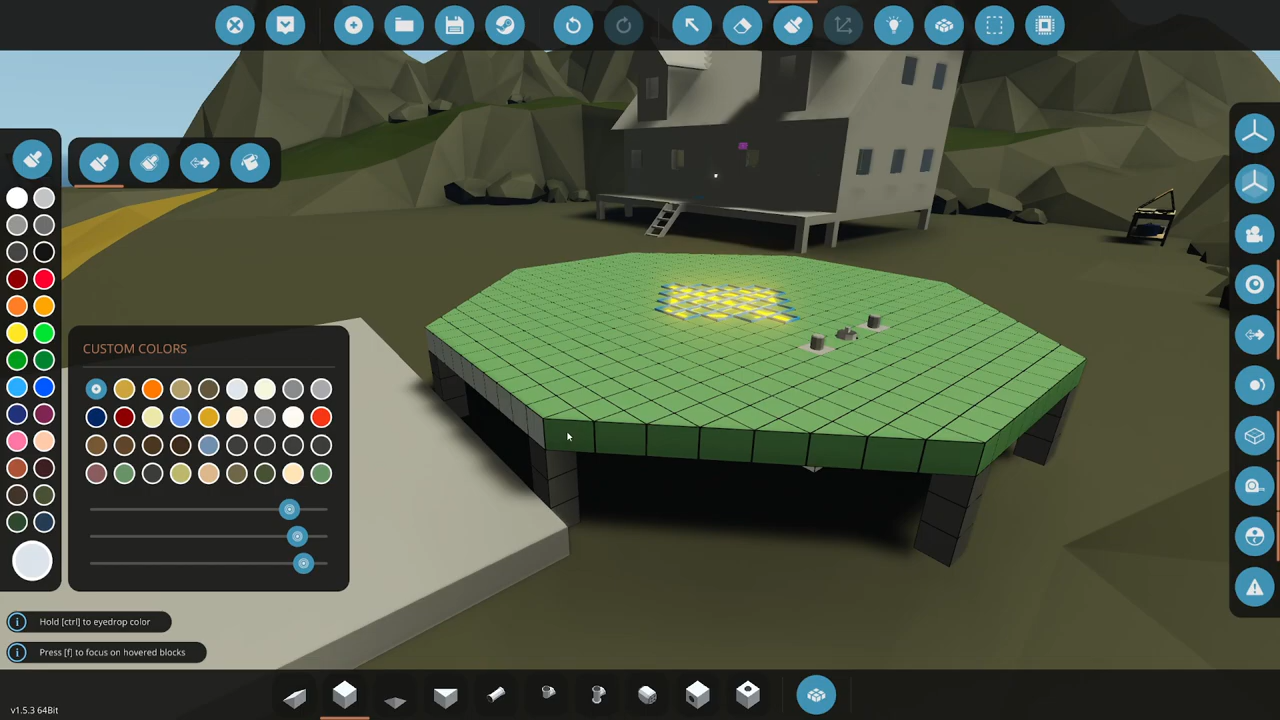 CUSTOM COLORS
Hold [ctrl] to eyedrop color
Press [f] to focus on hovered blocks
v1.5.3 64Bit